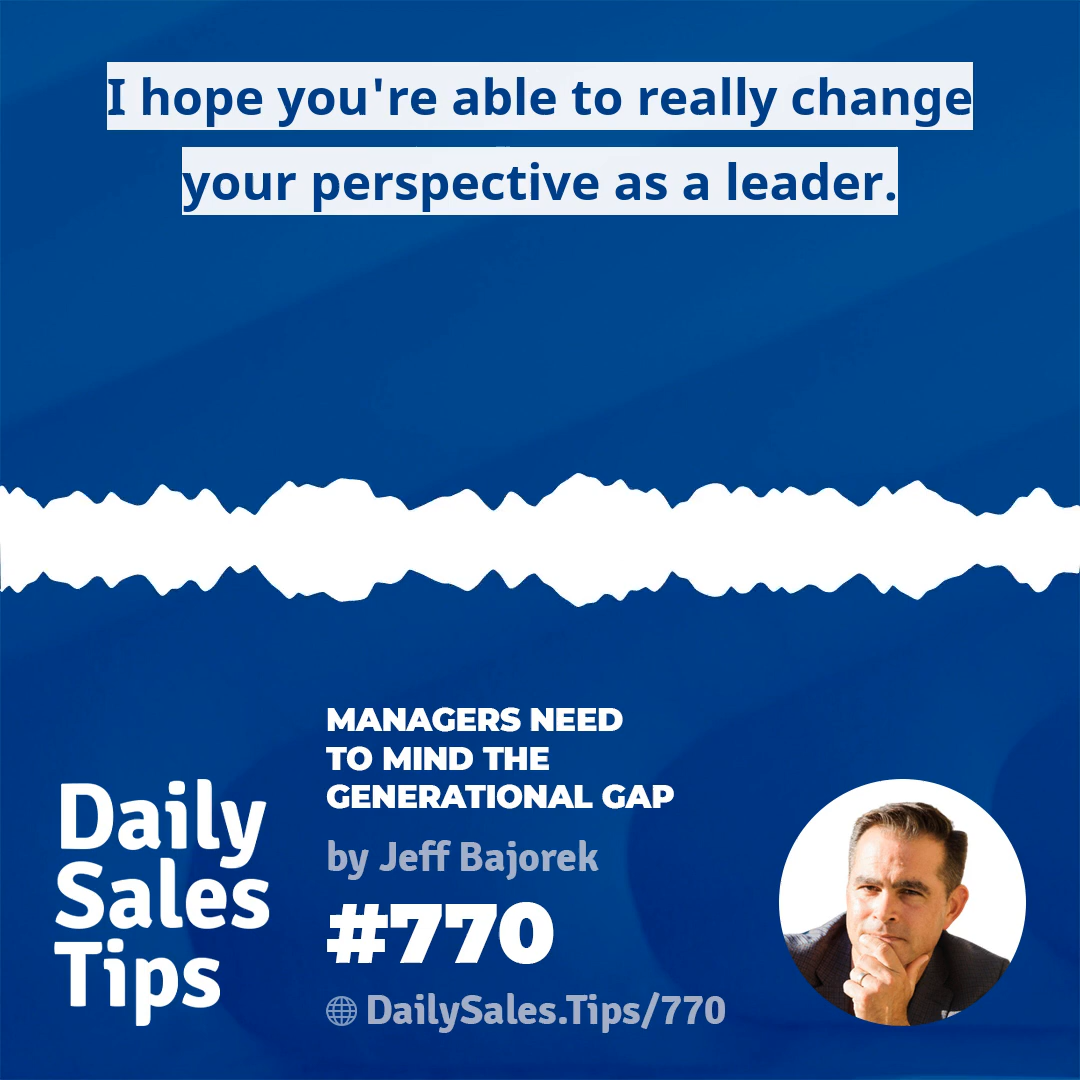 I hope you're able to really change
your perspective as a leader.
MANAGERS NEED
TO MIND THE
GENERATIONAL GAP
by Jeff Bajorek
#770
DailySales.Tips/770
Daily
Sales
Tips